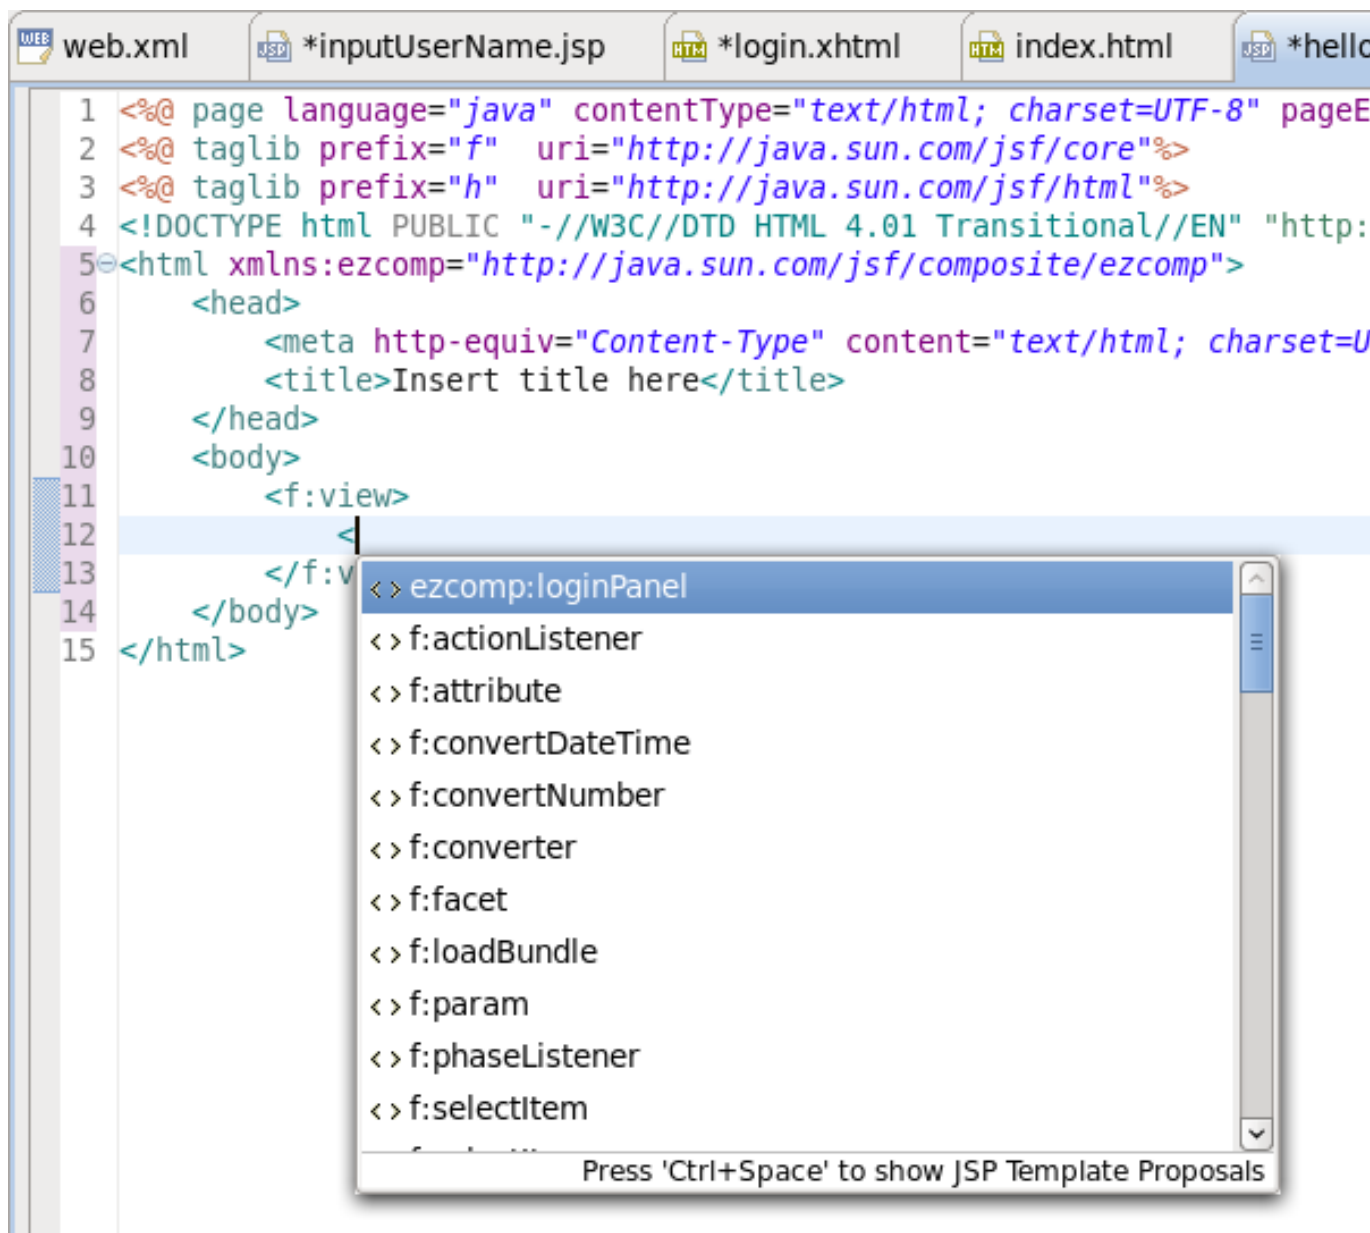 web.xml *inputUserName.jsp *login.xhtml index.html *hello
1 <%@ page language="java" contentType="text/html; charset=UTF-8" pageE
2 <%@ taglib prefix="f"  uri="http://java.sun.com/jsf/core"%>
3 <%@ taglib prefix="h"  uri="http://java.sun.com/jsf/html"%>
4 <!DOCTYPE html PUBLIC "-//W3C//DTD HTML 4.01 Transitional//EN" "http:
5 <html xmlns:ezcomp="http://java.sun.com/jsf/composite/ezcomp">
6     <head>
7         <meta http-equiv="Content-Type" content="text/html; charset=U
8         <title>Insert title here</title>
9     </head>
10     <body>
11         <f:view>
12             <
13         </f:v
14     </body>
15 </html>
ezcomp:loginPanel
f:actionListener
f:attribute
f:convertDateTime
f:convertNumber
f:converter
f:facet
f:loadBundle
f:param
f:phaseListener
f:selectItem
Press 'Ctrl+Space' to show JSP Template Proposals